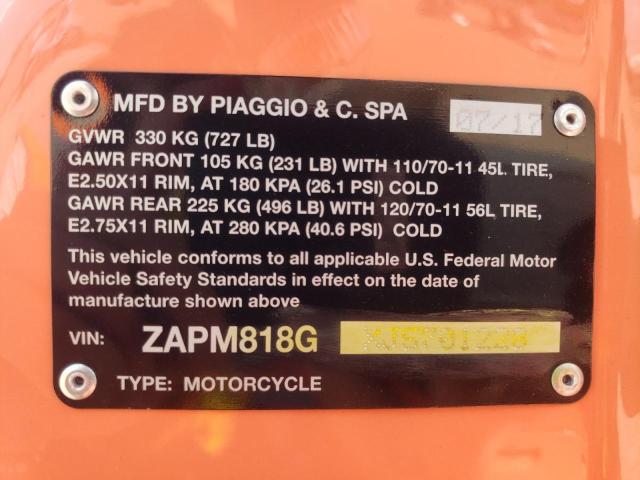 MFD BY PIAGGIO & C. SPA 07/17
GVWR 330 KG (727 LB)
GAWR FRONT 105 KG (231 LB) WITH 110/70-11 45L TIRE,
E2.50X11 RIM, AT 180 KPA (26.1 PSI) COLD
GAWR REAR 225 KG (496 LB) WITH 120/70-11 56L TIRE,
E2.75X11 RIM, AT 280 KPA (40.6 PSI) COLD
This vehicle conforms to all applicable U.S. Federal Motor
Vehicle Safety Standards in effect on the date of
manufacture shown above
VIN: ZAPM818G
TYPE: MOTORCYCLE